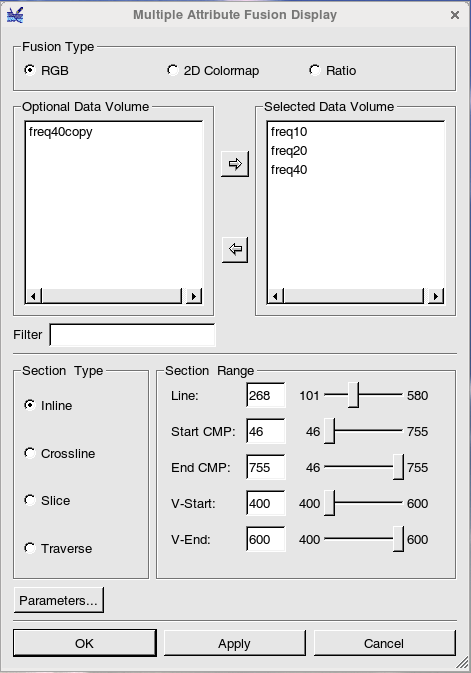 Multiple Attribute Fusion Display
Fusion Type
RGB 2D Colormap Ratio
Optional Data Volume
freq40copy
Selected Data Volume
freq10
freq20
freq40
Filter
Section Type
Inline
Crossline
Slice
Traverse
Section Range
Line: 268 101 580
Start CMP: 46 46 755
End CMP: 755 46 755
V-Start: 400 400 600
V-End: 600 400 600
Parameters...
OK Apply Cancel